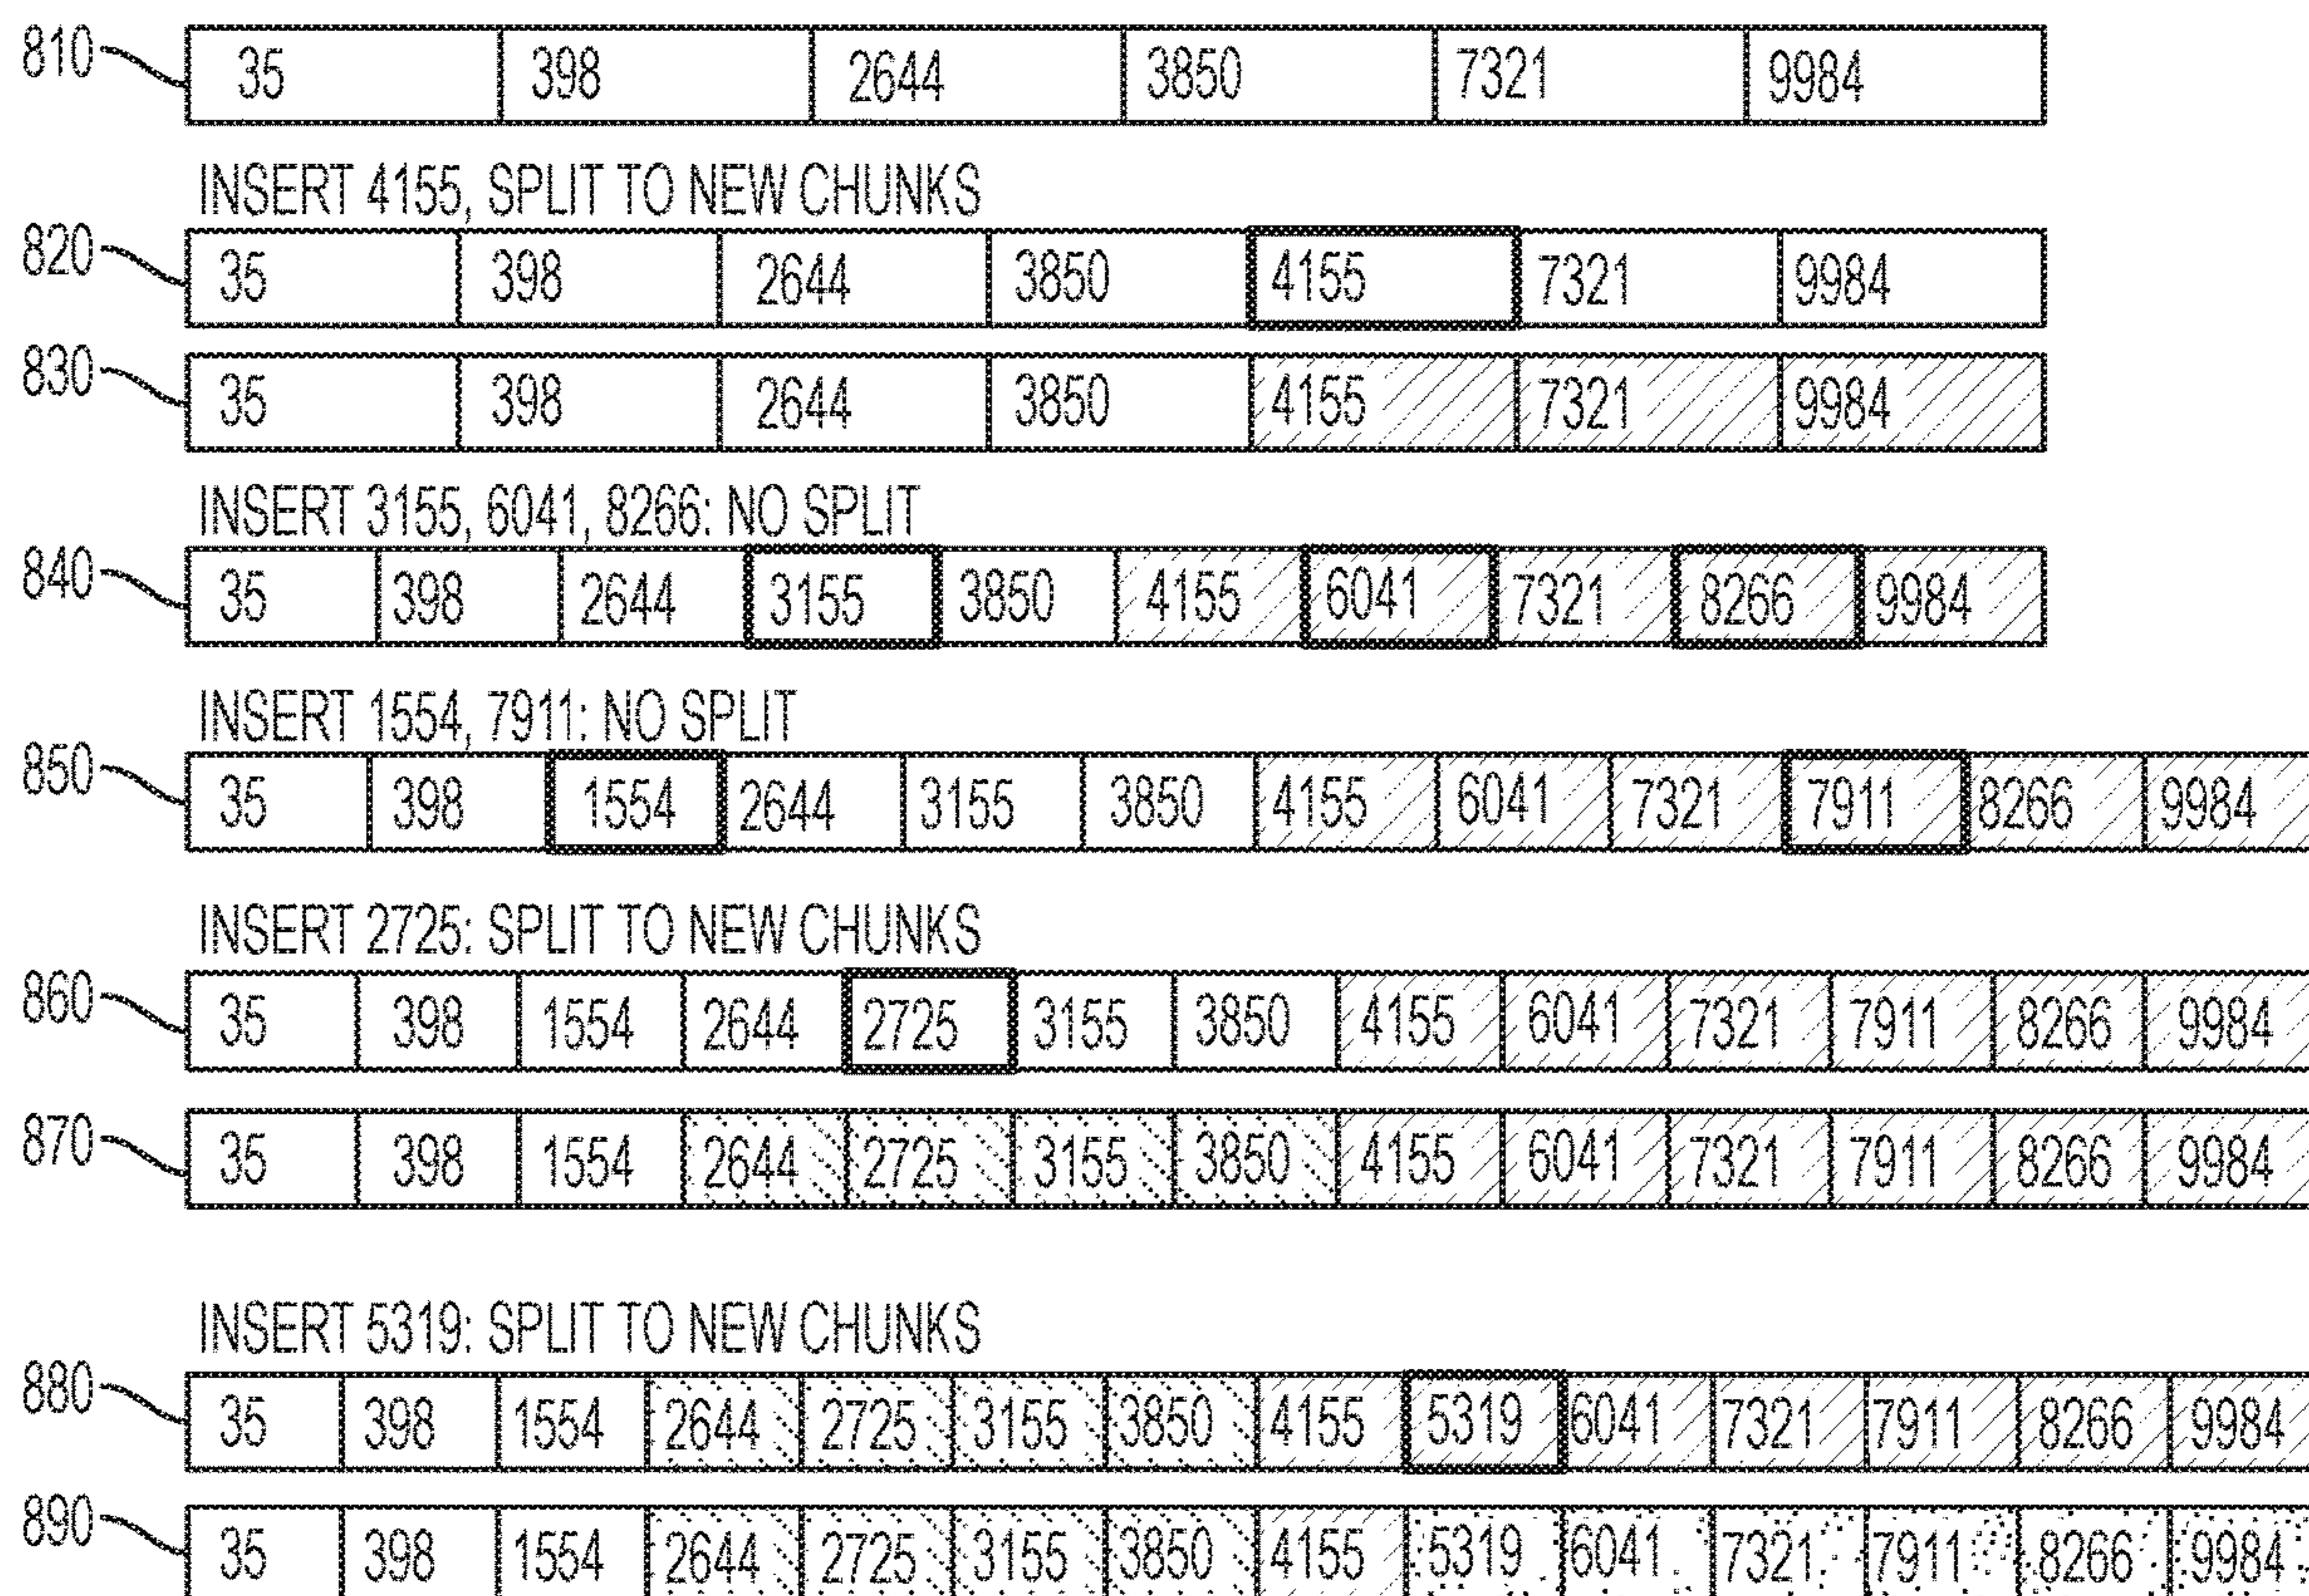 810 35 398 2644 3850 7321 9984
INSERT 4155, SPLIT TO NEW CHUNKS
820 35 398 2644 3850 4155 7321 9984
830 35 398 2644 3850 4155 7321 9984
INSERT 3155, 6041, 8266: NO SPLIT
840 35 398 2644 3155 3850 4155 6041 7321 8266 9984
INSERT 1554, 7911: NO SPLIT
850 35 398 1554 2644 3155 3850 4155 6041 7321 7911 8266 9984
INSERT 2725: SPLIT TO NEW CHUNKS
860 35 398 1554 2644 2725 3155 3850 4155 6041 7321 7911 8266 9984
870 35 398 1554 2644 2725 3155 3850 4155 6041 7321 7911 8266 9984
INSERT 5319: SPLIT TO NEW CHUNKS
880 35 398 1554 2644 2725 3155 3850 4155 5319 6041 7321 7911 8266 9984
890 35 398 1554 2644 2725 3155 3850 4155 5319 6041 7321 7911 8266 9984